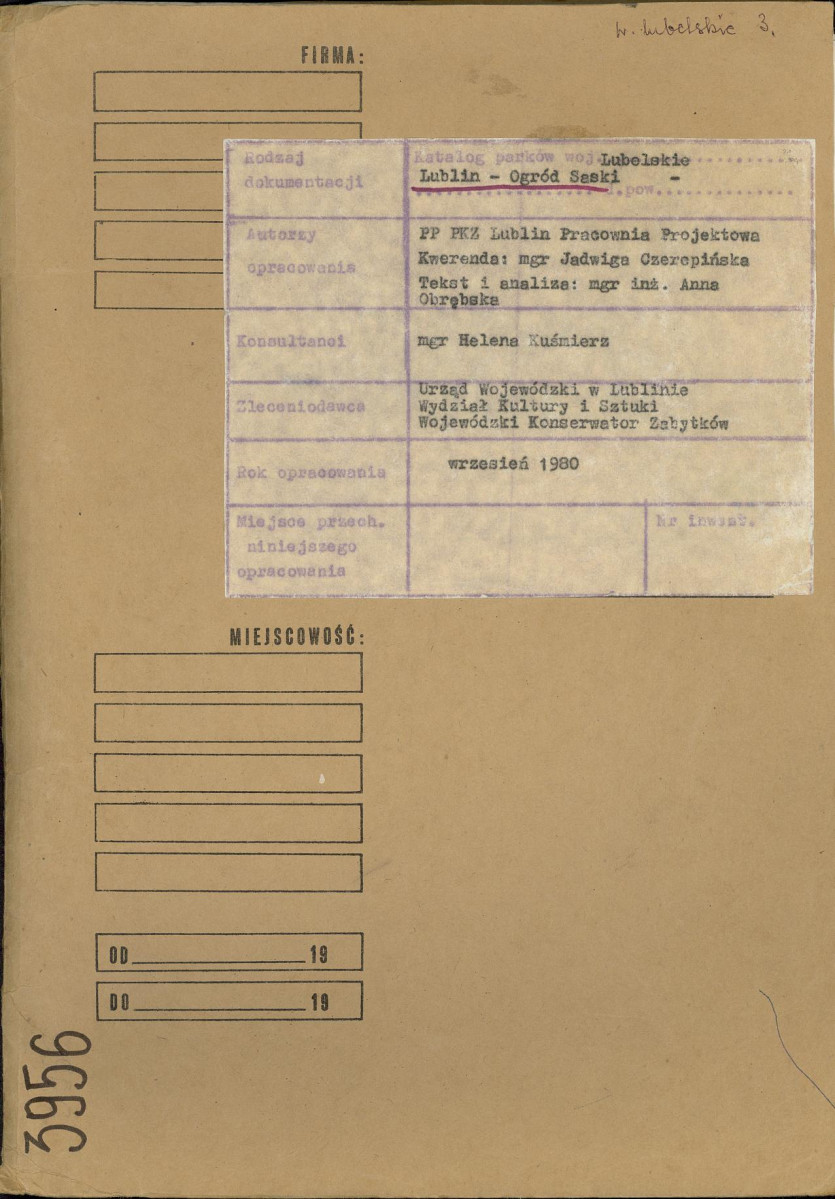 w. lubelskie 3.
FIRMA:
Rodzaj
dokumentacji
Katalog parków woj. Lubelskie
Lublin - Ogród Saski -
pow.
Autorzy
opracowania
PP PKZ Lublin Pracownia Projektowa
Kwerenda: mgr Jadwiga Czerepińska
Tekst i analiza: mgr inż. Anna
Obrębska
Konsultanci
mgr Helena Kuśmierz
Zleceniodawca
Urząd Wojewódzki w Lublinie
Wydział Kultury i Sztuki
Wojewódzki Konserwator Zabytków
Rok opracowania
wrzesień 1980
Miejsce przech.
niniejszego
opracowania
Nr inwent.
MIEJSCOWOŚĆ:
OD 19
DO 19
3956